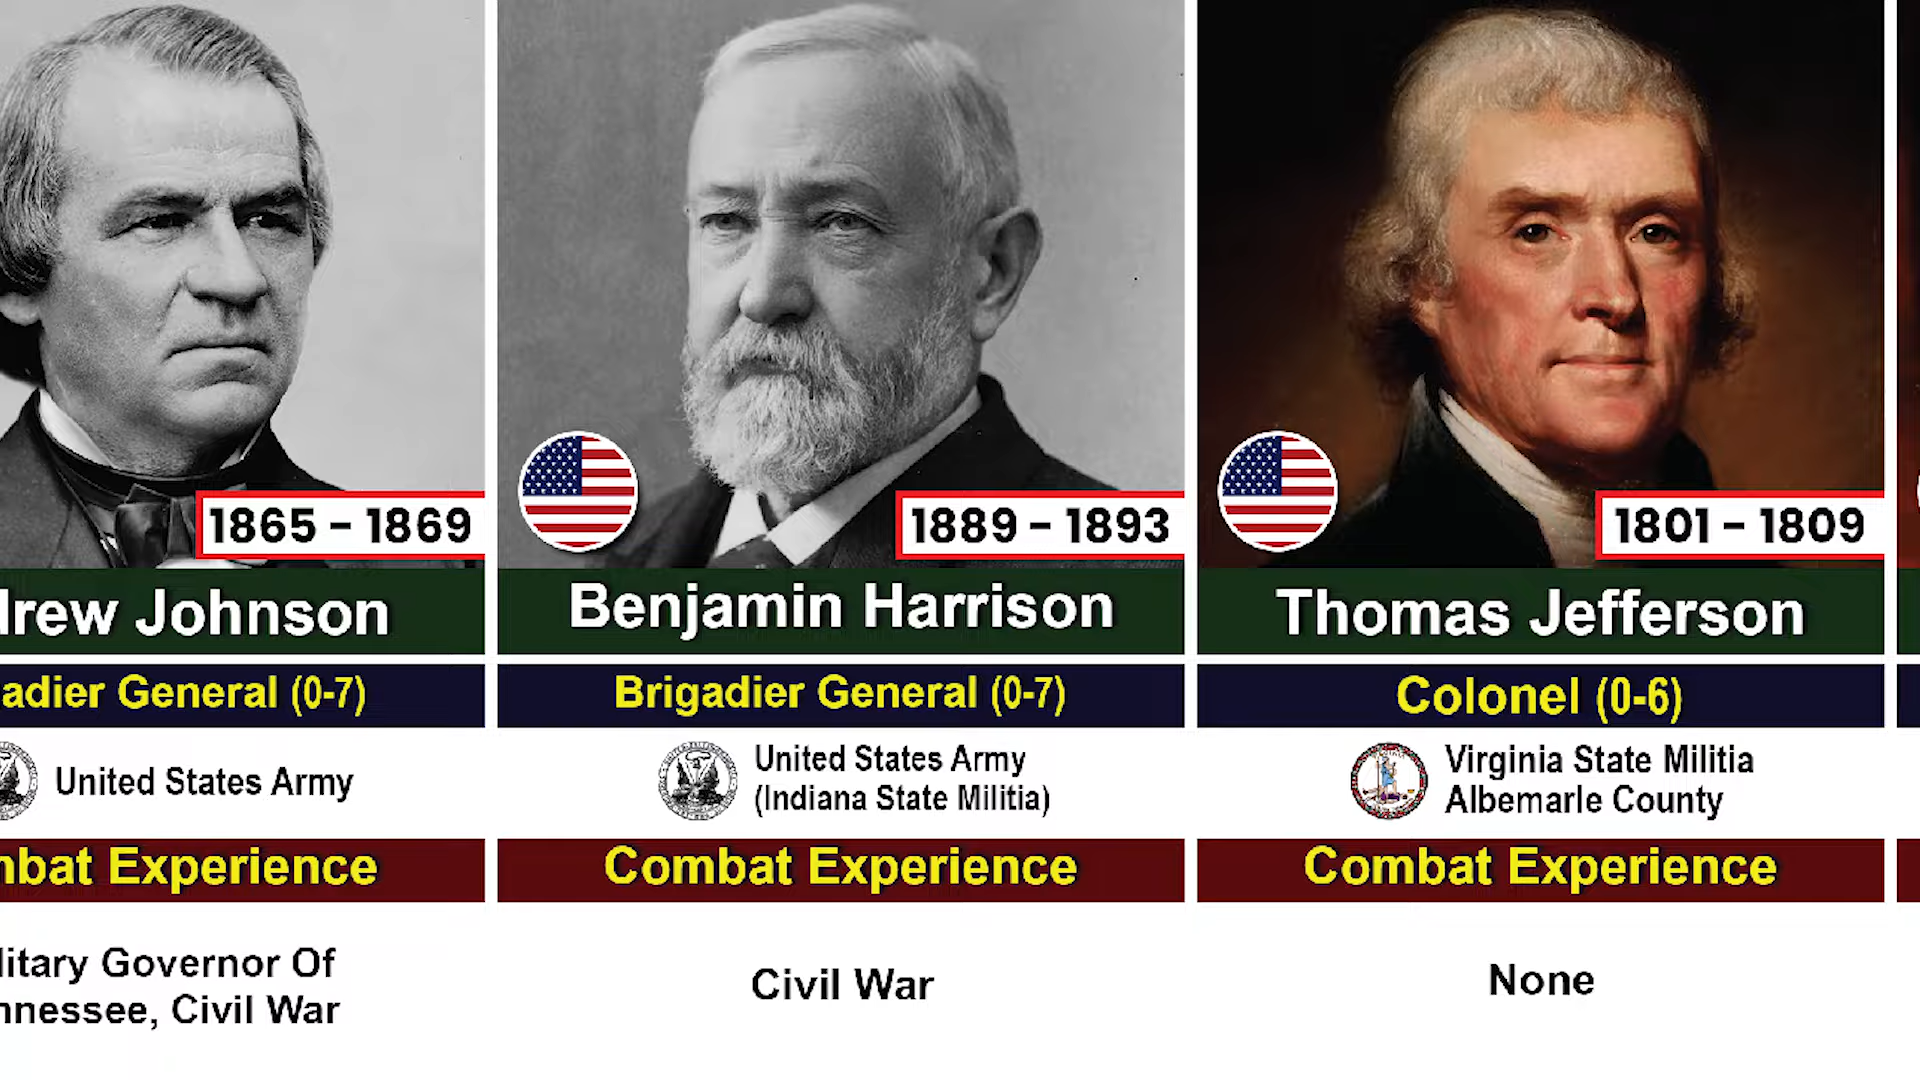 1865 – 1869
drew Johnson
adier General (0-7)
United States Army
mbat Experience
litary Governor Of
nnessee, Civil War
1889 – 1893
Benjamin Harrison
Brigadier General (0-7)
United States Army
(Indiana State Militia)
Combat Experience
Civil War
1801 – 1809
Thomas Jefferson
Colonel (0-6)
Virginia State Militia
Albemarle County
Combat Experience
None